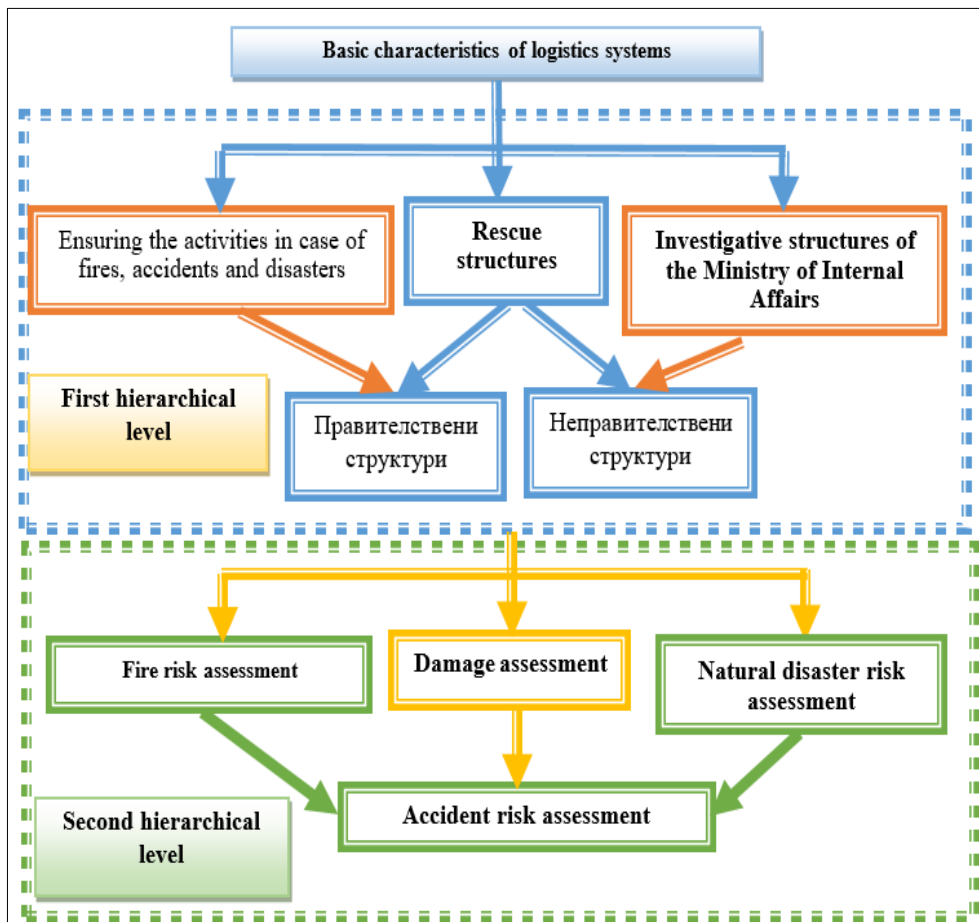 Basic characteristics of logistics systems
Ensuring the activities in case of
fires, accidents and disasters
Rescue
structures
Investigative structures of
the Ministry of Internal
Affairs
First hierarchical
level
Правителствени
структури
Неправителствени
структури
Fire risk assessment
Damage assessment
Natural disaster risk
assessment
Accident risk assessment
Second hierarchical
level